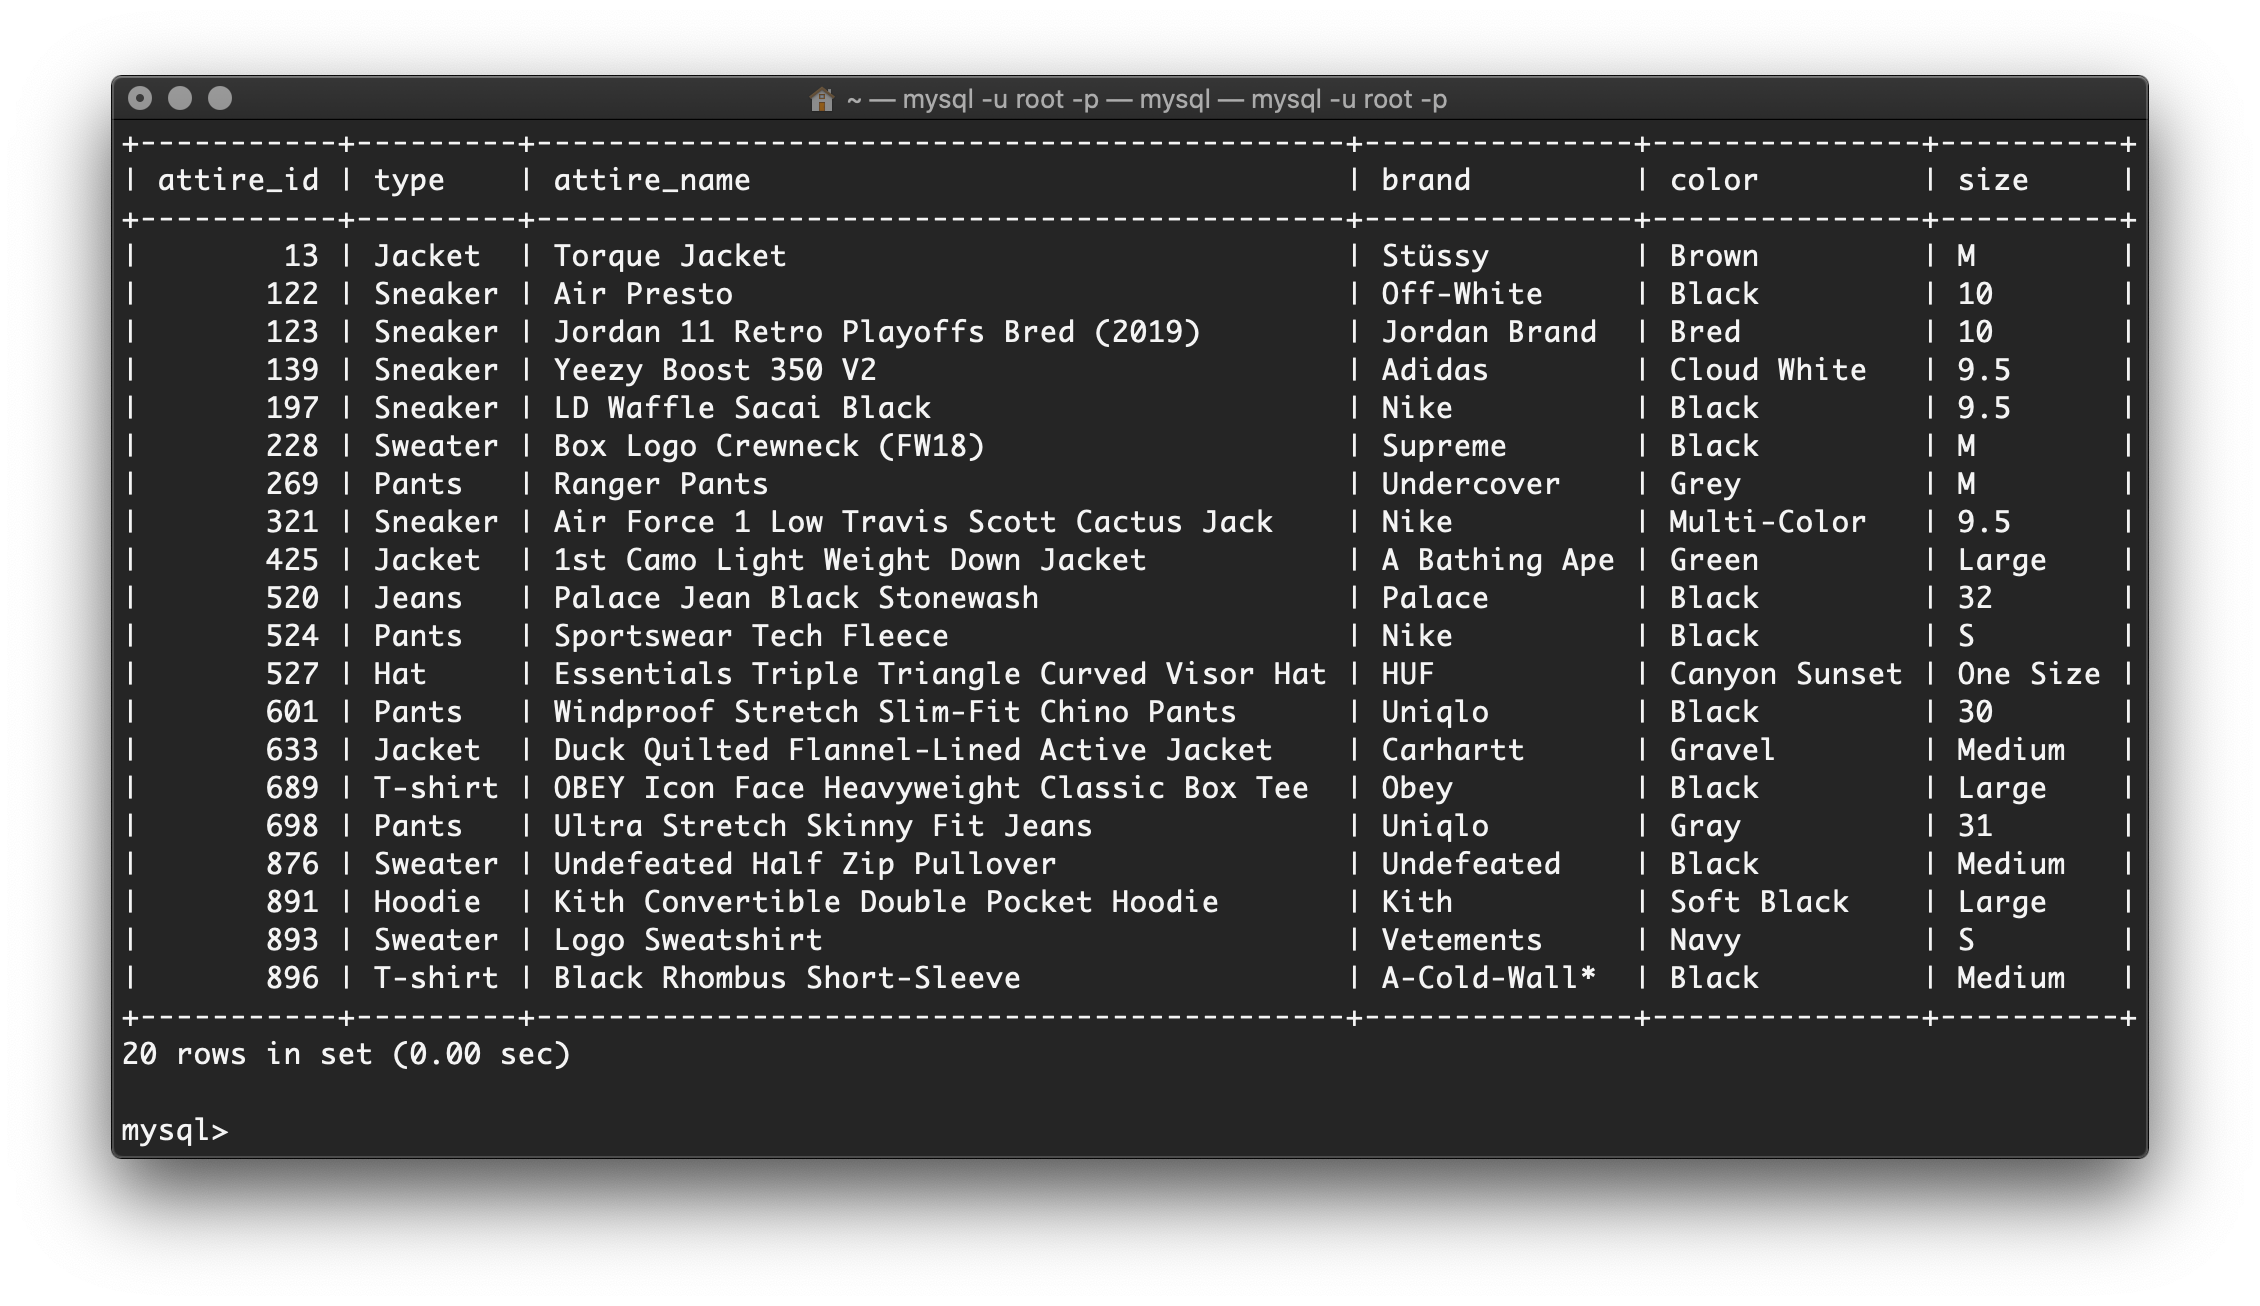 ~ — mysql -u root -p — mysql — mysql -u root -p
+-----------+---------+---------------------------------------------+---------------+---------------+----------+
| attire_id | type    | attire_name                                 | brand         | color         | size     |
+-----------+---------+---------------------------------------------+---------------+---------------+----------+
|        13 | Jacket  | Torque Jacket                               | Stüssy        | Brown         | M        |
|       122 | Sneaker | Air Presto                                  | Off-White     | Black         | 10       |
|       123 | Sneaker | Jordan 11 Retro Playoffs Bred (2019)        | Jordan Brand  | Bred          | 10       |
|       139 | Sneaker | Yeezy Boost 350 V2                          | Adidas        | Cloud White   | 9.5      |
|       197 | Sneaker | LD Waffle Sacai Black                       | Nike          | Black         | 9.5      |
|       228 | Sweater | Box Logo Crewneck (FW18)                    | Supreme       | Black         | M        |
|       269 | Pants   | Ranger Pants                                | Undercover    | Grey          | M        |
|       321 | Sneaker | Air Force 1 Low Travis Scott Cactus Jack    | Nike          | Multi-Color   | 9.5      |
|       425 | Jacket  | 1st Camo Light Weight Down Jacket           | A Bathing Ape | Green         | Large    |
|       520 | Jeans   | Palace Jean Black Stonewash                 | Palace        | Black         | 32       |
|       524 | Pants   | Sportswear Tech Fleece                      | Nike          | Black         | S        |
|       527 | Hat     | Essentials Triple Triangle Curved Visor Hat | HUF           | Canyon Sunset | One Size |
|       601 | Pants   | Windproof Stretch Slim-Fit Chino Pants      | Uniqlo        | Black         | 30       |
|       633 | Jacket  | Duck Quilted Flannel-Lined Active Jacket    | Carhartt      | Gravel        | Medium   |
|       689 | T-shirt | OBEY Icon Face Heavyweight Classic Box Tee  | Obey          | Black         | Large    |
|       698 | Pants   | Ultra Stretch Skinny Fit Jeans              | Uniqlo        | Gray          | 31       |
|       876 | Sweater | Undefeated Half Zip Pullover                | Undefeated    | Black         | Medium   |
|       891 | Hoodie  | Kith Convertible Double Pocket Hoodie       | Kith          | Soft Black    | Large    |
|       893 | Sweater | Logo Sweatshirt                             | Vetements     | Navy          | S        |
|       896 | T-shirt | Black Rhombus Short-Sleeve                  | A-Cold-Wall*  | Black         | Medium   |
+-----------+---------+---------------------------------------------+---------------+---------------+----------+
20 rows in set (0.00 sec)
mysql>